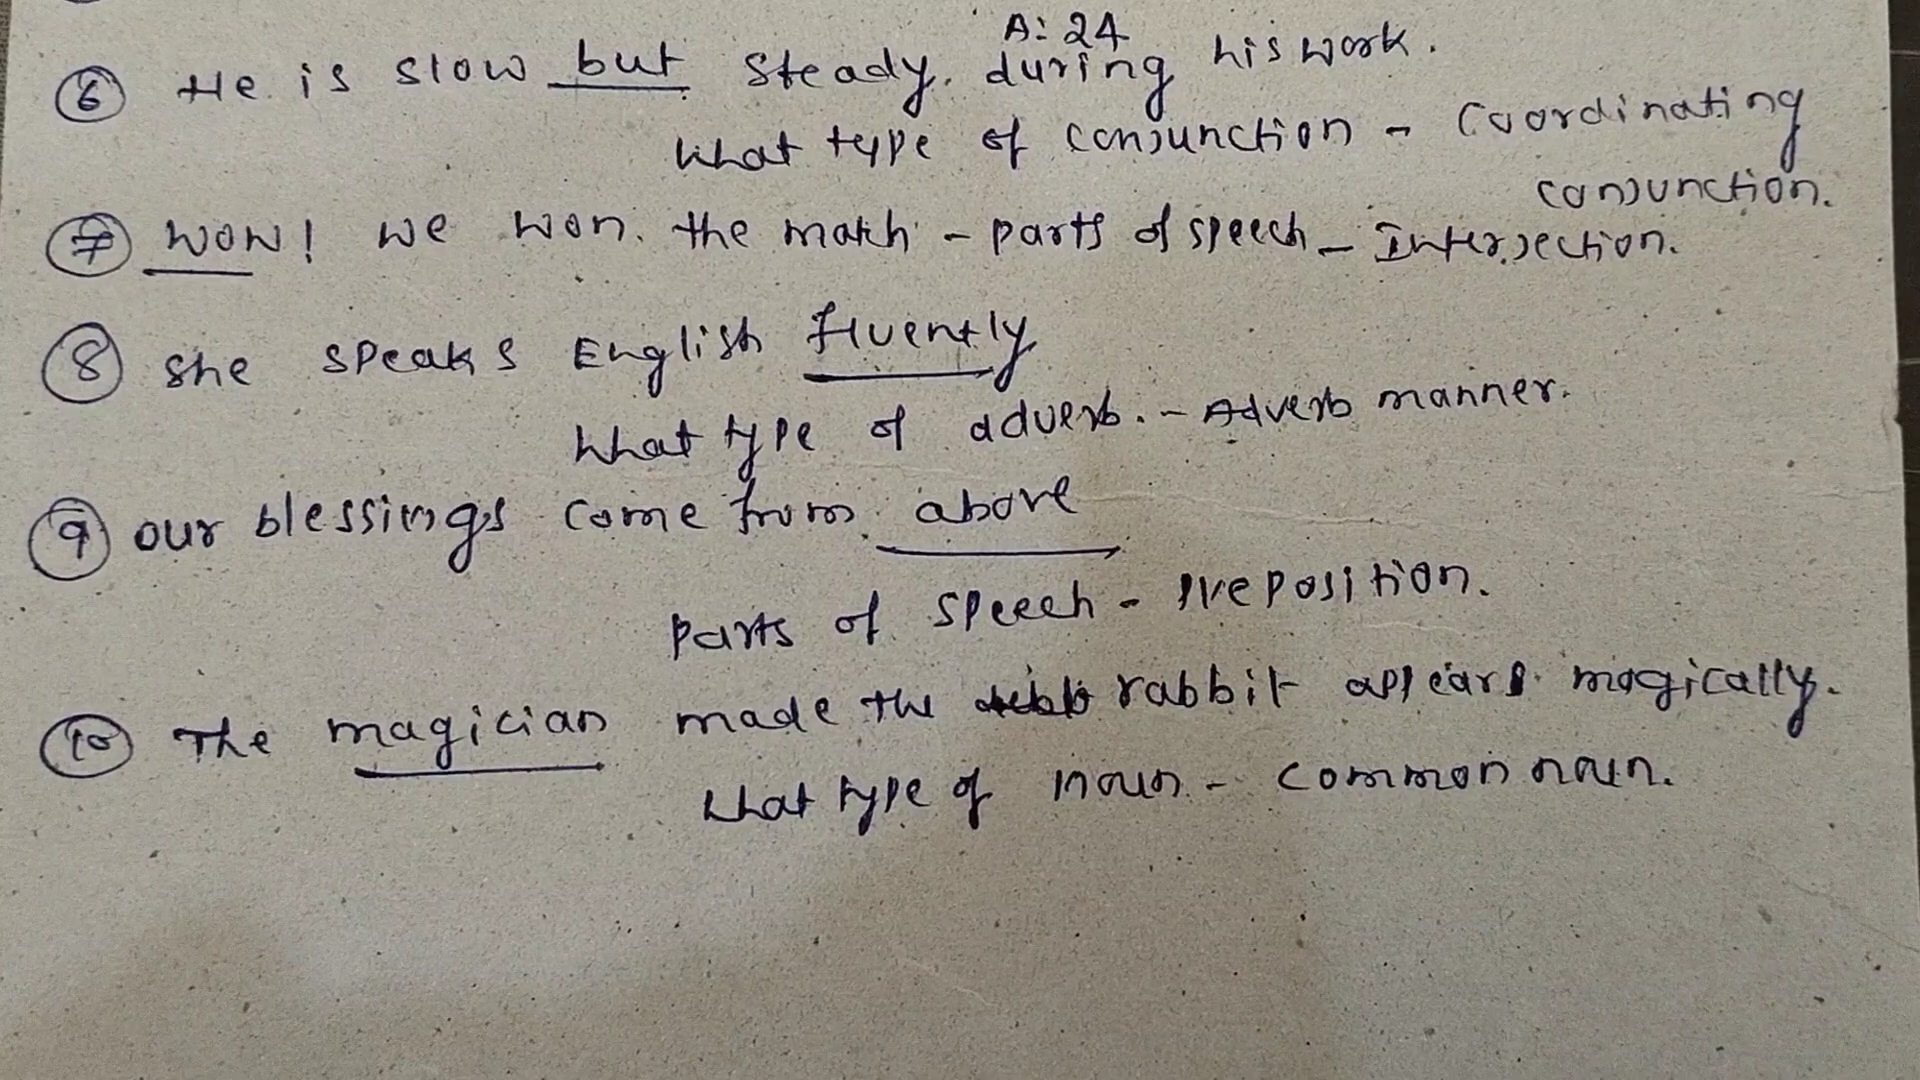 A: 24
6 He is slow but steady. during his work.
What type of conjunction - Coordinating
conjunction.
7 WOW! We won. the match - parts of speech - Interjection.
8 She speaks English fluently
What type of adverb. - Adverb manner.
9 Our blessings come from above
parts of speech - preposition.
10 The magician made the rabbit appears magically.
What type of noun - common noun.